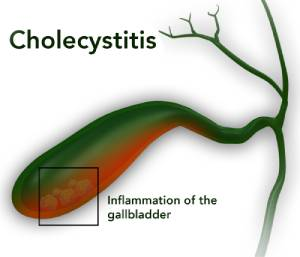 Cholecystitis
Inflammation of the
gallbladder